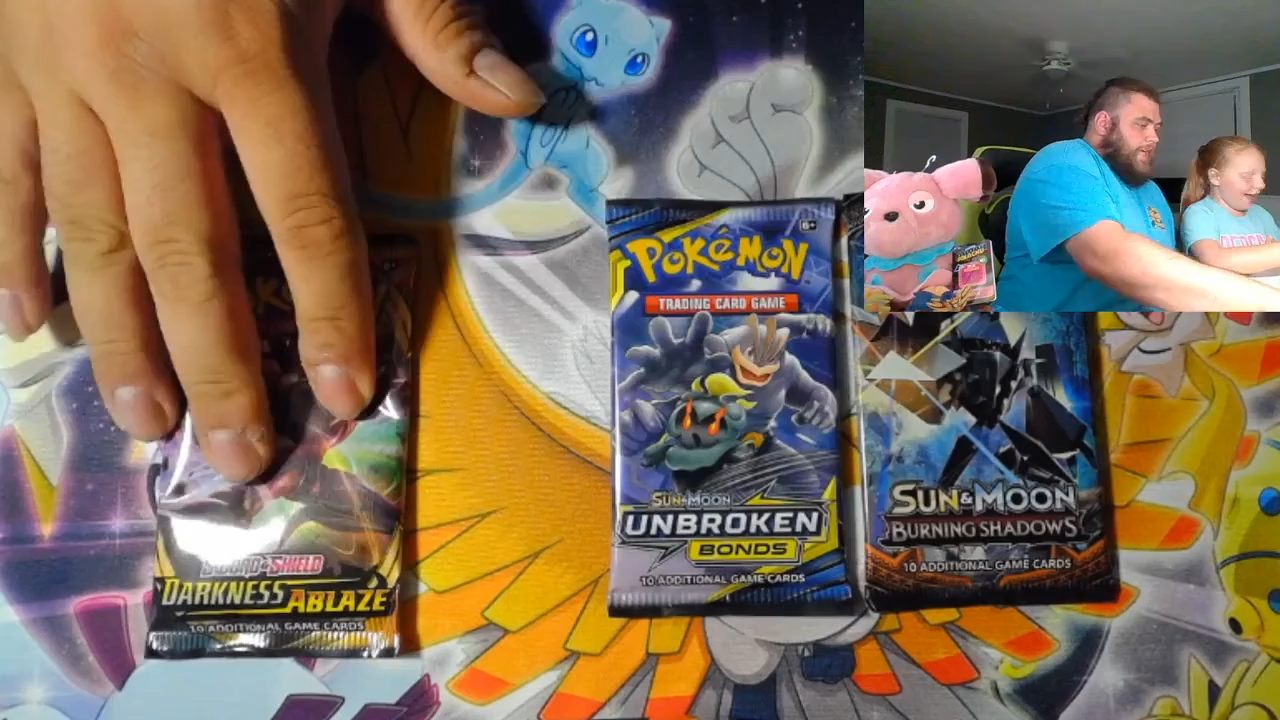 SWORD & SHIELD
DARKNESS ABLAZE
10 ADDITIONAL GAME CARDS
6+
POKéMON
TRADING CARD GAME
SUN & MOON
UNBROKEN
BONDS
10 ADDITIONAL GAME CARDS
SUN & MOON
BURNING SHADOWS
10 ADDITIONAL GAME CARDS